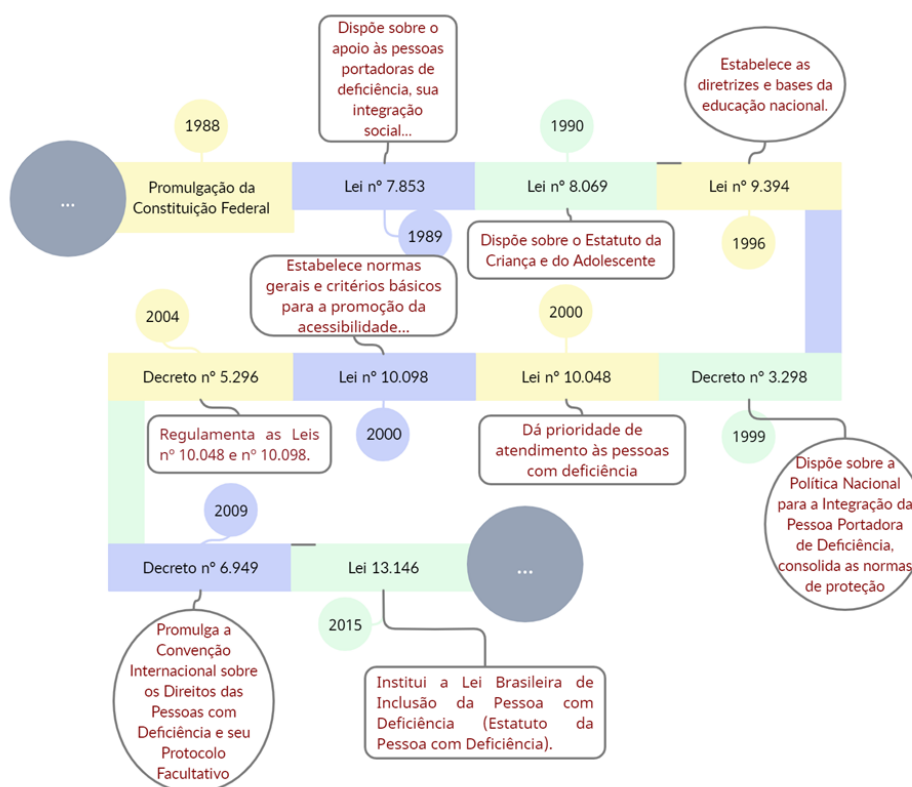 Dispõe sobre o
apoio às pessoas
portadoras de
deficiência, sua
integração
social...
Estabelece as
diretrizes e bases da
educação nacional.
1988
1990
...
Promulgação da
Constituição Federal
Lei nº 7.853
Lei nº 8.069
Lei nº 9.394
1989
Dispõe sobre o Estatuto da
Criança e do Adolescente
1996
Estabelece normas
gerais e critérios básicos
para a promoção da
acessibilidade...
2004
2000
Decreto nº 5.296
Lei nº 10.098
Lei nº 10.048
Decreto nº 3.298
Regulamenta as Leis
nº 10.048 e nº 10.098.
2000
Dá prioridade de
atendimento às pessoas
com deficiência
1999
Dispõe sobre a
Política Nacional
para a Integração da
Pessoa Portadora
de Deficiência,
consolida as normas
de proteção
2009
Decreto nº 6.949
Lei 13.146
...
2015
Promulga a
Convenção
Internacional sobre
os Direitos das
Pessoas com
Deficiência e seu
Protocolo
Facultativo
Institui a Lei Brasileira de
Inclusão da Pessoa com
Deficiência (Estatuto da
Pessoa com Deficiência).